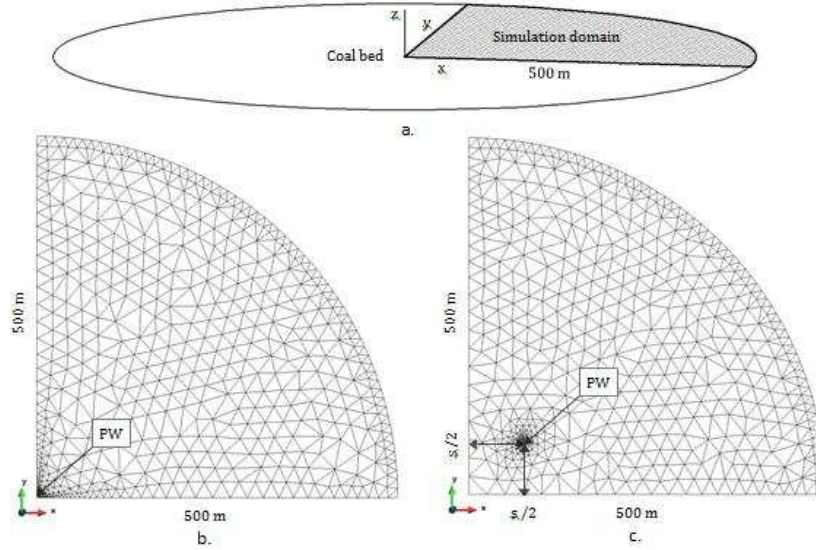 z
y
Simulation domain
Coal bed
x
500 m
a.
500 m
500 m
PW
PW
s/2
y
x
y
x
500 m
s/2
500 m
b.
c.